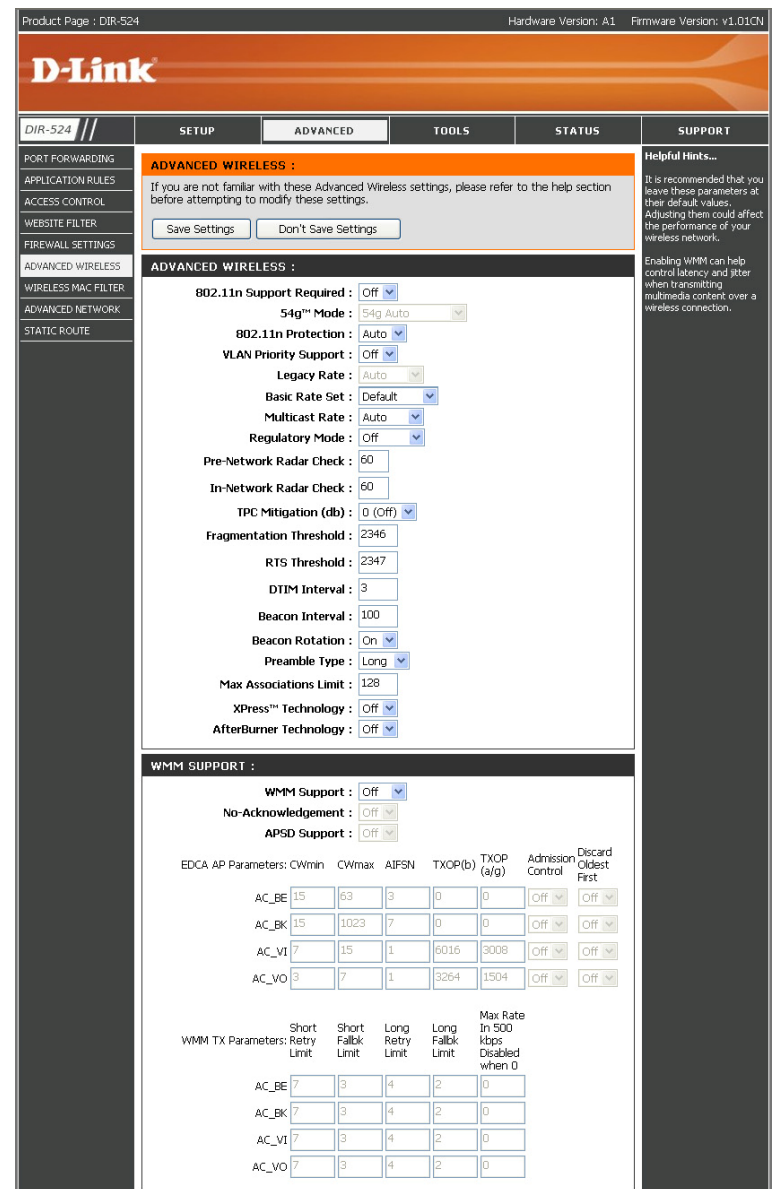 Product Page : DIR-524 Hardware Version: A1 Firmware Version: v1.01CN
D-Link
DIR-524 // SETUP ADVANCED TOOLS STATUS SUPPORT
PORT FORWARDING
APPLICATION RULES
ACCESS CONTROL
WEBSITE FILTER
FIREWALL SETTINGS
ADVANCED WIRELESS
WIRELESS MAC FILTER
ADVANCED NETWORK
STATIC ROUTE
ADVANCED WIRELESS :
If you are not familiar with these Advanced Wireless settings, please refer to the help section
before attempting to modify these settings.
Save Settings Don't Save Settings
ADVANCED WIRELESS :
802.11n Support Required : Off
54g™ Mode : 54g Auto
802.11n Protection : Auto
VLAN Priority Support : Off
Legacy Rate : Auto
Basic Rate Set : Default
Multicast Rate : Auto
Regulatory Mode : Off
Pre-Network Radar Check : 60
In-Network Radar Check : 60
TPC Mitigation (db) : 0 (Off)
Fragmentation Threshold : 2346
RTS Threshold : 2347
DTIM Interval : 3
Beacon Interval : 100
Beacon Rotation : On
Preamble Type : Long
Max Associations Limit : 128
XPress™ Technology : Off
AfterBurner Technology : Off
WMM SUPPORT :
WMM Support : Off
No-Acknowledgement : Off
APSD Support : Off
EDCA AP Parameters: CWmin CWmax AIFSN TXOP(b) TXOP (a/g) Admission Control Discard Oldest First
AC_BE 15 63 3 0 0 Off Off
AC_BK 15 1023 7 0 0 Off Off
AC_VI 7 15 1 6016 3008 Off Off
AC_VO 3 7 1 3264 1504 Off Off
WMM TX Parameters: Short Retry Limit Short Fallbk Limit Long Retry Limit Long Fallbk Limit Max Rate In 500 kbps Disabled when 0
AC_BE 7 3 4 2 0
AC_BK 7 3 4 2 0
AC_VI 7 3 4 2 0
AC_VO 7 3 4 2 0
Helpful Hints...
It is recommended that you
leave these parameters at
their default values.
Adjusting them could affect
the performance of your
wireless network.
Enabling WMM can help
control latency and jitter
when transmitting
multimedia content over a
wireless connection.